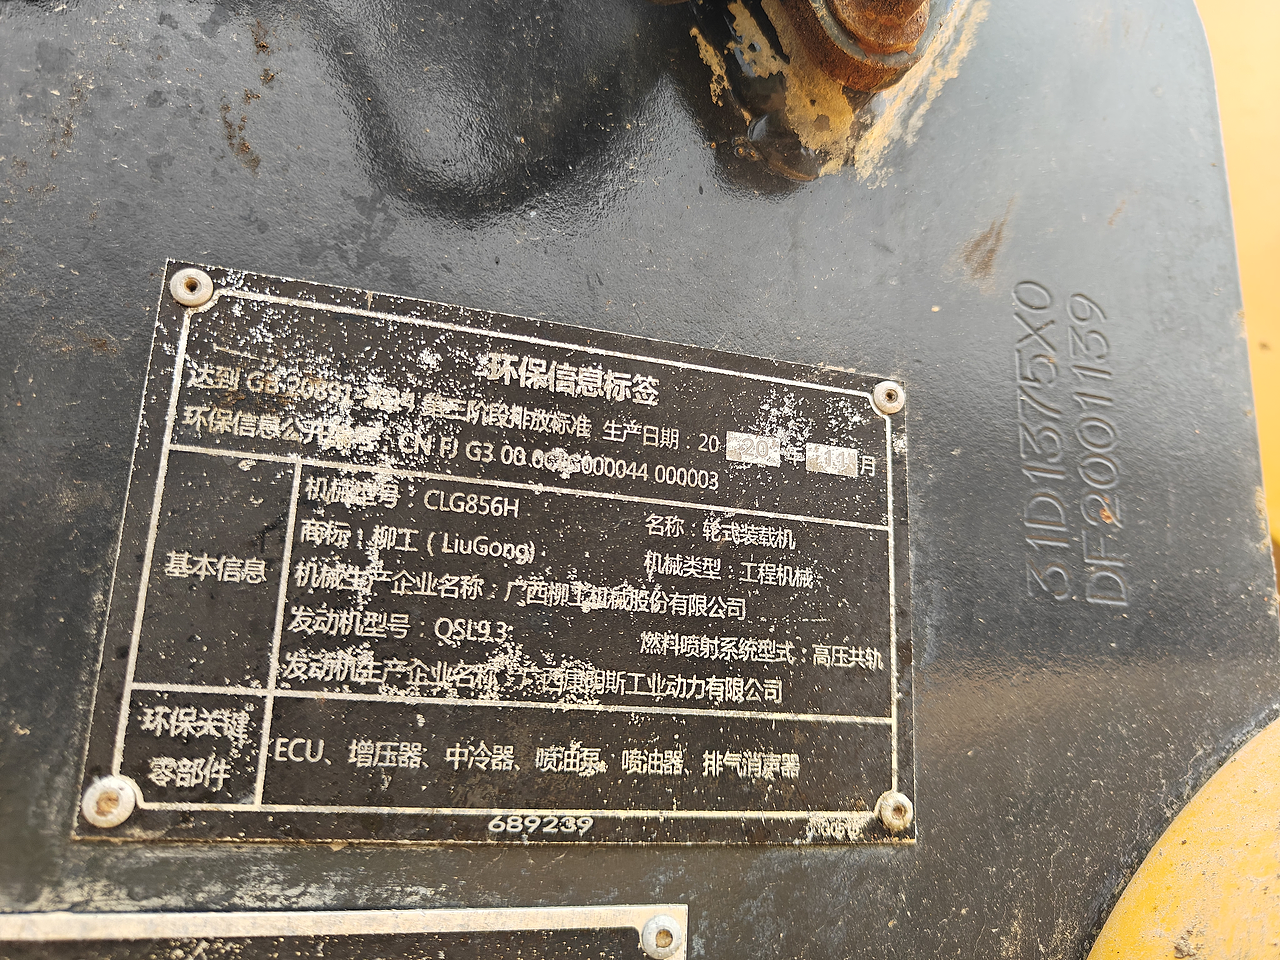 环保信息标签
达到 GB 20891-2014 第三阶段排放标准 生产日期：20 20 年 11 月
环保信息公开编号：CN FJ G3 00 000044 000003
基本信息
机械型号：CLG856H
名称：轮式装载机
商标：柳工（LiuGong）
机械类型：工程机械
机械生产企业名称：广西柳工机械股份有限公司
发动机型号：QSL9.3
燃料喷射系统型式：高压共轨
发动机生产企业名称：广西康明斯工业动力有限公司
环保关键
零部件
ECU、增压器、中冷器、喷油泵、喷油器、排气消声器
689239
31D1375X0
DF2001139